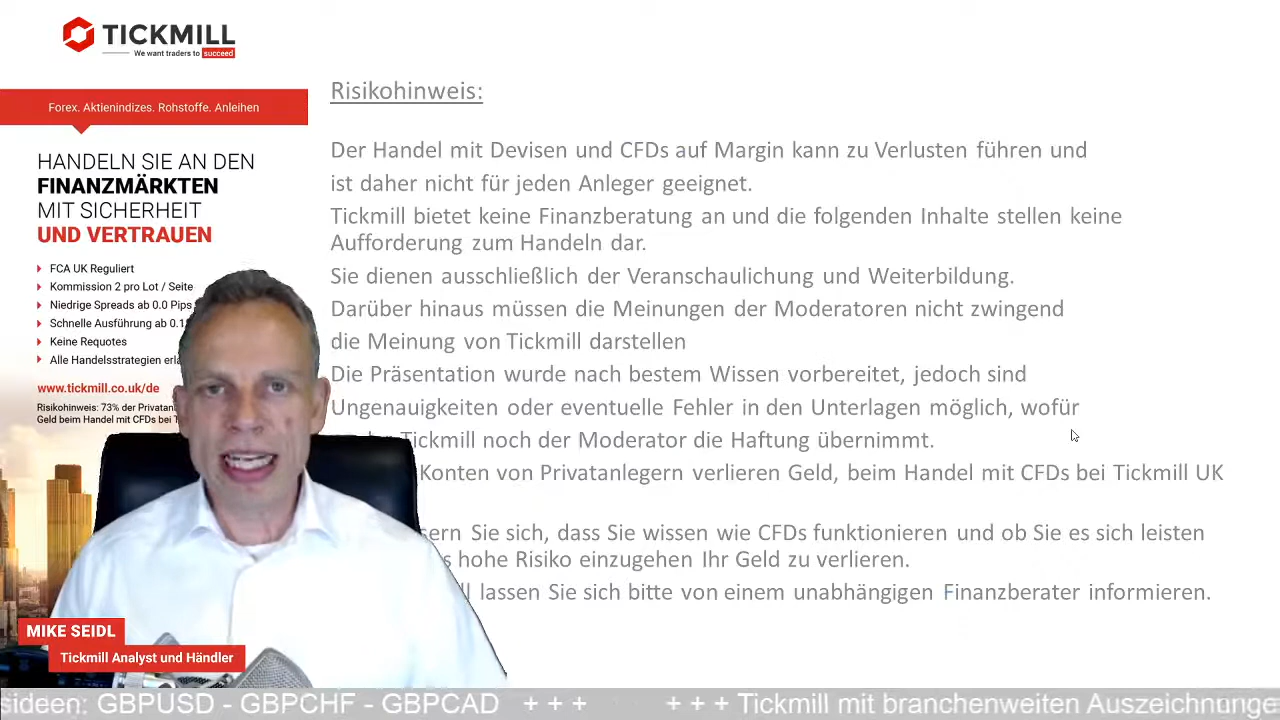 TICKMILL
We want traders to succeed
Forex. Aktienindizes. Rohstoffe. Anleihen
HANDELN SIE AN DEN
FINANZMÄRKTEN
MIT SICHERHEIT
UND VERTRAUEN
FCA UK Reguliert
Kommission 2 pro Lot / Seite
Niedrige Spreads ab 0.0 Pips
Schnelle Ausführung ab 0.1
Keine Requotes
Alle Handelsstrategien
www.tickmill.co.uk/de
Risikohinweis: 73% der
Geld beim Handel mit CFDs bei
Risikohinweis:
Der Handel mit Devisen und CFDs auf Margin kann zu Verlusten führen und
ist daher nicht für jeden Anleger geeignet.
Tickmill bietet keine Finanzberatung an und die folgenden Inhalte stellen keine
Aufforderung zum Handeln dar.
Sie dienen ausschließlich der Veranschaulichung und Weiterbildung.
Darüber hinaus müssen die Meinungen der Moderatoren nicht zwingend
die Meinung von Tickmill darstellen
Die Präsentation wurde nach bestem Wissen vorbereitet, jedoch sind
Ungenauigkeiten oder eventuelle Fehler in den Unterlagen möglich, wofür
Tickmill noch der Moderator die Haftung übernimmt.
Konten von Privatanlegern verlieren Geld, beim Handel mit CFDs bei Tickmill UK
Sie sich, dass Sie wissen wie CFDs funktionieren und ob Sie es sich leisten
hohe Risiko einzugehen Ihr Geld zu verlieren.
lassen Sie sich bitte von einem unabhängigen Finanzberater informieren.
MIKE SEIDL
Tickmill Analyst und Händler
sideen: GBPUSD - GBPCHF - GBPCAD + + + + + + Tickmill mit branchenweiten Auszeichnunge